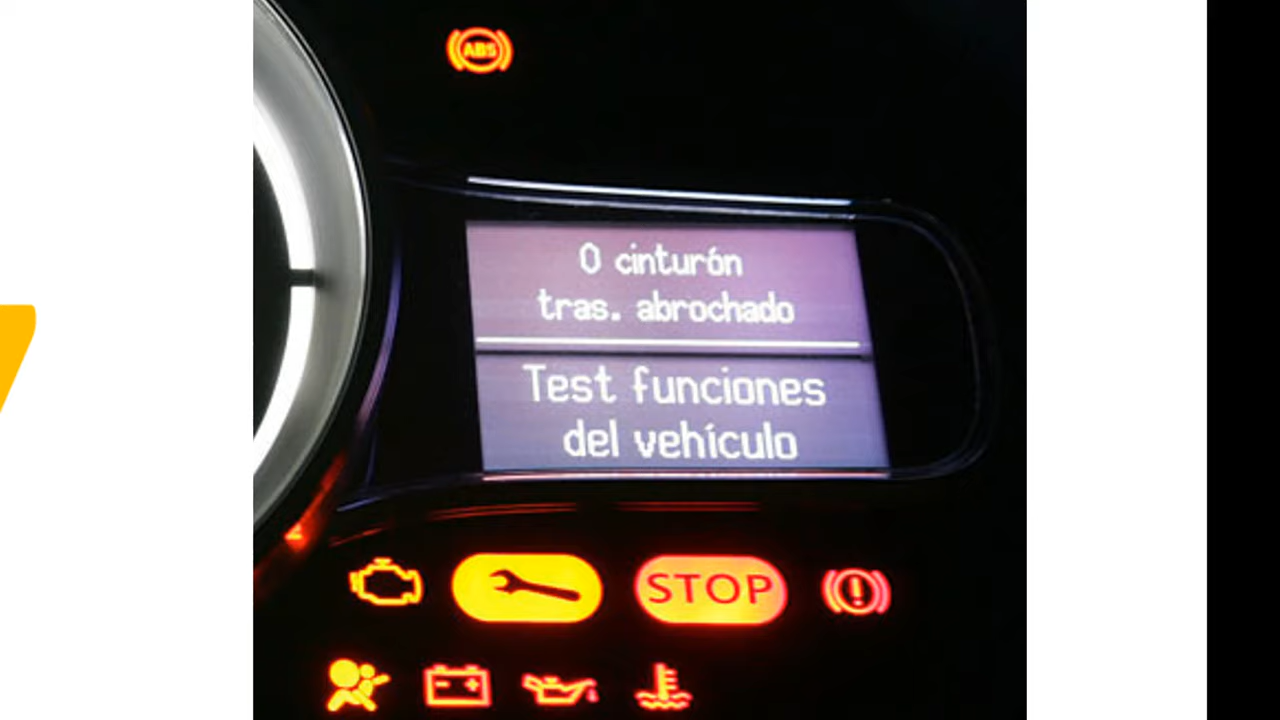 ABS
0 cinturón
tras. abrochado
Test funciones
del vehículo
STOP